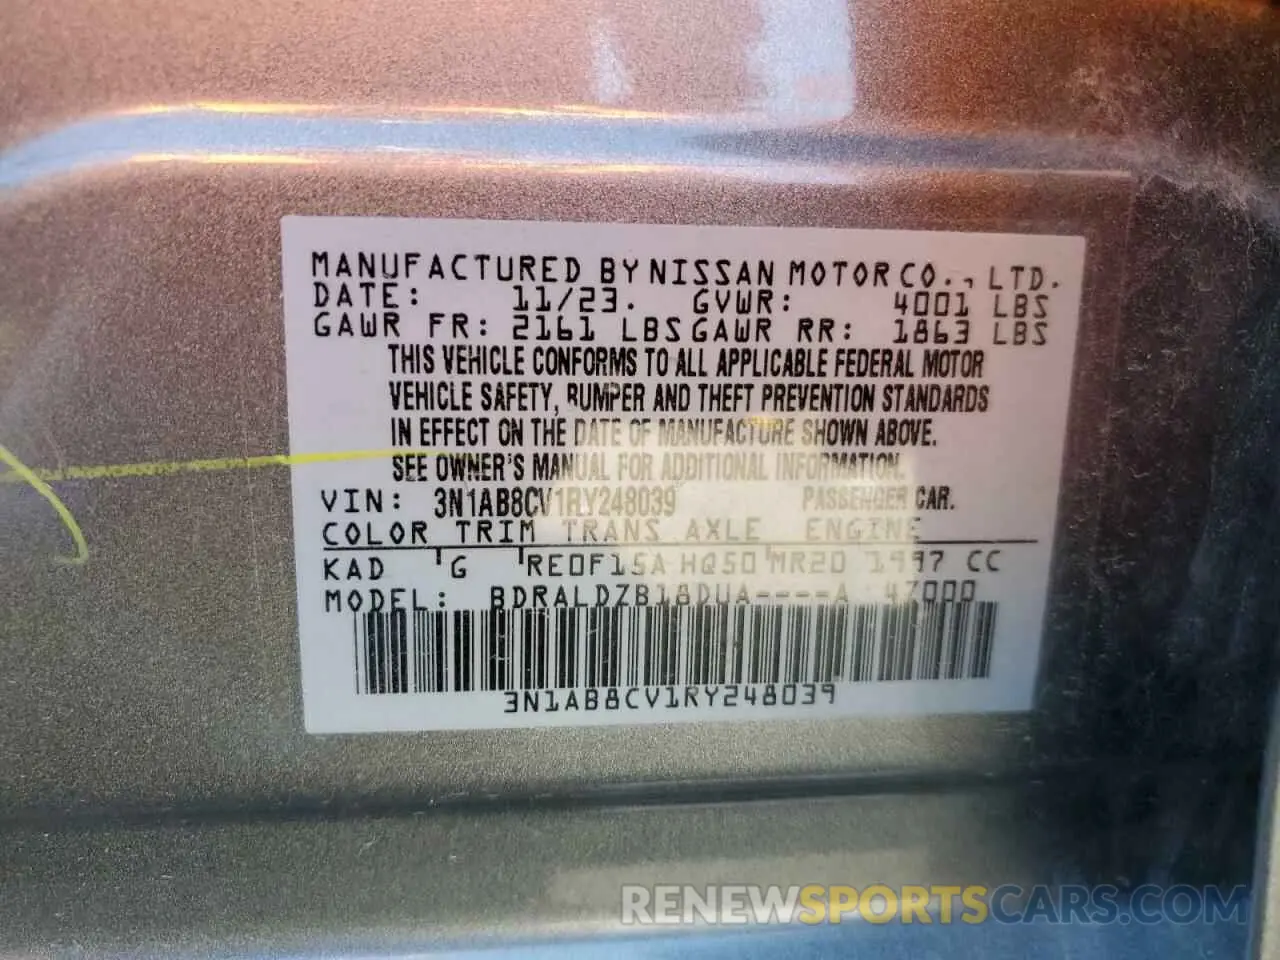 MANUFACTURED BY NISSAN MOTOR CO., LTD.
DATE: 11/23. GVWR: 4001 LBS
GAWR FR: 2161 LBS GAWR RR: 1863 LBS
THIS VEHICLE CONFORMS TO ALL APPLICABLE FEDERAL MOTOR
VEHICLE SAFETY, BUMPER AND THEFT PREVENTION STANDARDS
IN EFFECT ON THE DATE OF MANUFACTURE SHOWN ABOVE.
SEE OWNER'S MANUAL FOR ADDITIONAL INFORMATION.
VIN: 3N1AB8CV1RY248039 PASSENGER CAR.
COLOR TRIM TRANS AXLE ENGINE
KAD G RE0F15A HQ50 MR20 1997 CC
MODEL: BDRALDZB18DUA----A 47000
3N1AB8CV1RY248039
RENEWSPORTSCARS.COM